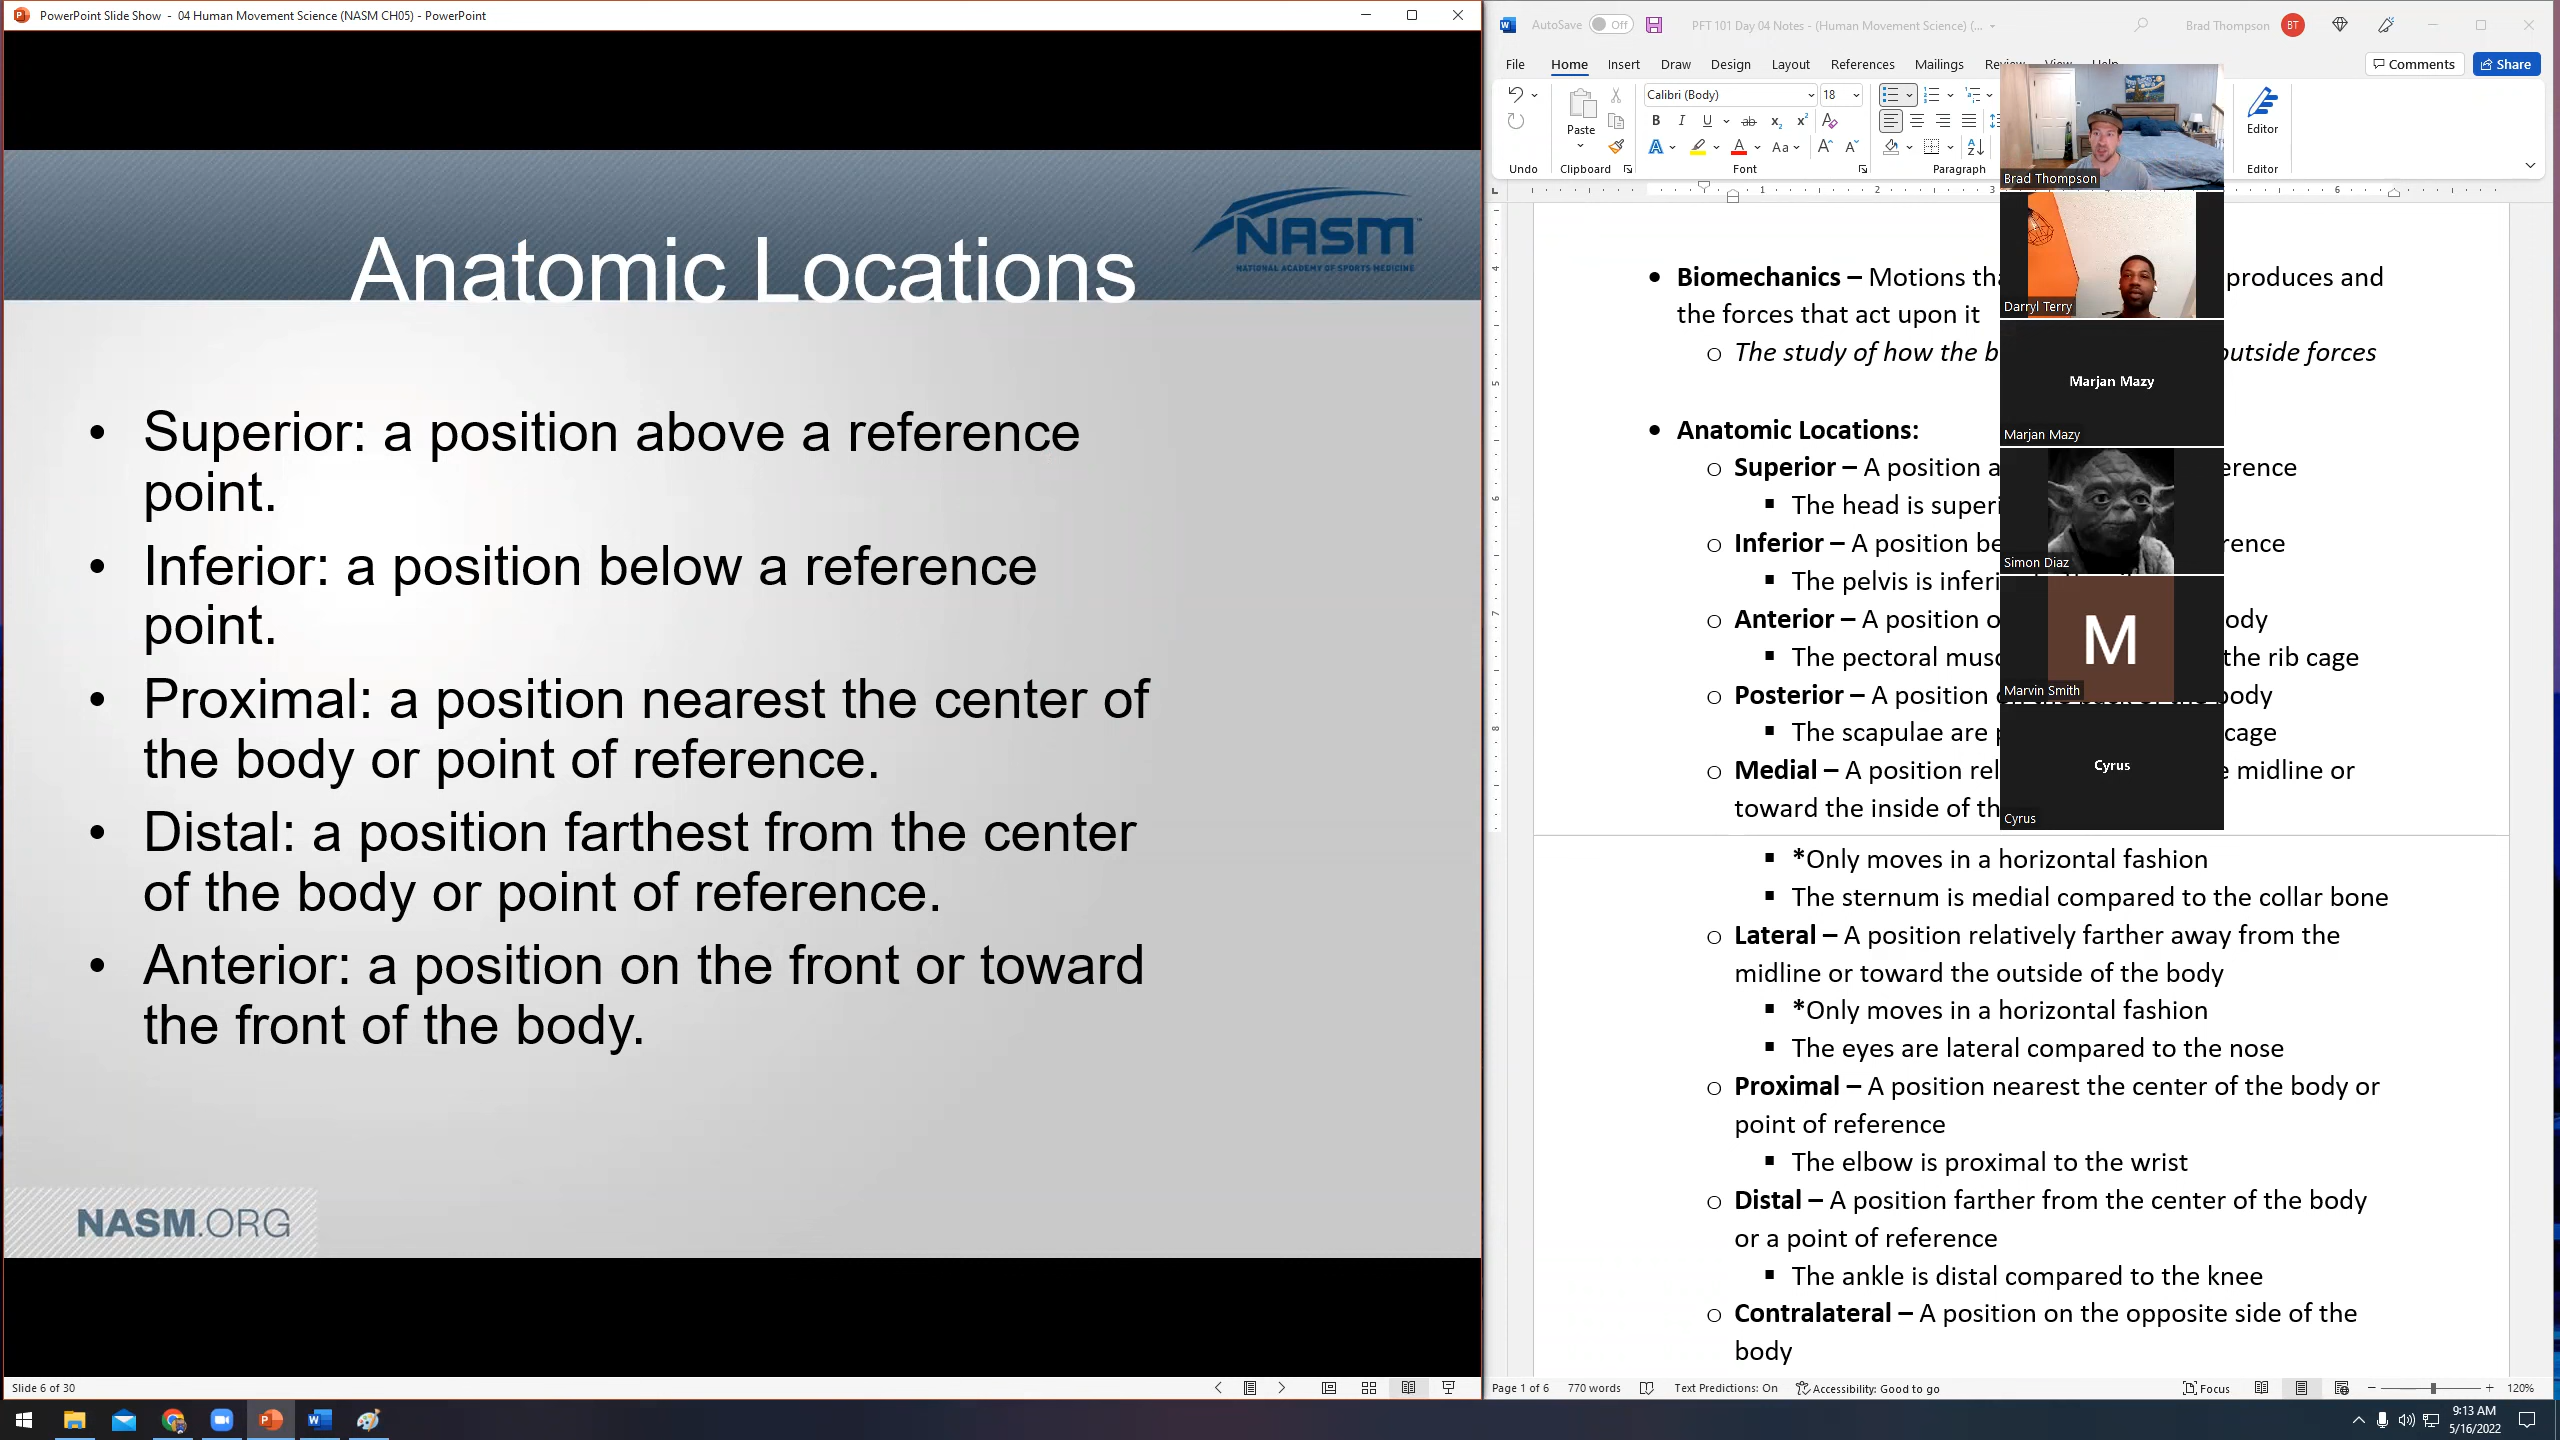 PowerPoint Slide Show - 04 Human Movement Science (NASM CH05) - PowerPoint
Anatomic Locations
NASM
NATIONAL ACADEMY OF SPORTS MEDICINE
• Superior: a position above a reference
point.
• Inferior: a position below a reference
point.
• Proximal: a position nearest the center of
the body or point of reference.
• Distal: a position farthest from the center
of the body or point of reference.
• Anterior: a position on the front or toward
the front of the body.
NASM.ORG
Slide 6 of 30
AutoSave Off PFT 101 Day 04 Notes - (Human Movement Science) (... Brad Thompson BT
File Home Insert Draw Design Layout References Mailings Review View Help Comments Share
Calibri (Body) 18
Paste
Editor
Undo Clipboard Font Paragraph Editor
• Biomechanics – Motions tha produces and
the forces that act upon it
o The study of how the b outside forces
• Anatomic Locations:
o Superior – A position a erence
▪ The head is superi
o Inferior – A position be rence
▪ The pelvis is inferi
o Anterior – A position o ody
▪ The pectoral musc the rib cage
o Posterior – A position on the back of the body
▪ The scapulae are p cage
o Medial – A position rel e midline or
toward the inside of th
▪ *Only moves in a horizontal fashion
▪ The sternum is medial compared to the collar bone
o Lateral – A position relatively farther away from the
midline or toward the outside of the body
▪ *Only moves in a horizontal fashion
▪ The eyes are lateral compared to the nose
o Proximal – A position nearest the center of the body or
point of reference
▪ The elbow is proximal to the wrist
o Distal – A position farther from the center of the body
or a point of reference
▪ The ankle is distal compared to the knee
o Contralateral – A position on the opposite side of the
body
Brad Thompson
Darryl Terry
Marjan Mazy
Marjan Mazy
Simon Diaz
M
Marvin Smith
Cyrus
Cyrus
Page 1 of 6 770 words Text Predictions: On Accessibility: Good to go Focus 120%
9:13 AM
5/16/2022